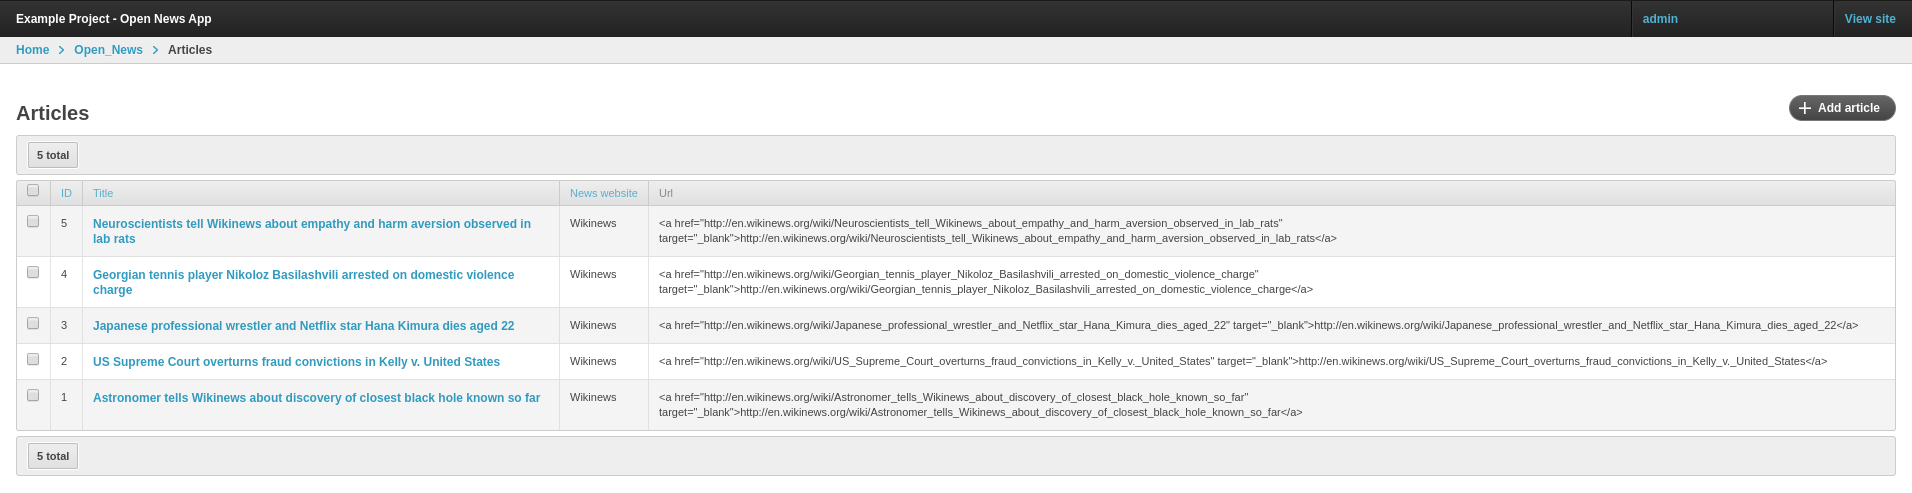 Example Project - Open News App admin View site
Home > Open_News > Articles
Articles
+ Add article
5 total
ID Title News website Url
5 Neuroscientists tell Wikinews about empathy and harm aversion observed in Wikinews <a href="http://en.wikinews.org/wiki/Neuroscientists_tell_Wikinews_about_empathy_and_harm_aversion_observed_in_lab_rats"
lab rats target="_blank">http://en.wikinews.org/wiki/Neuroscientists_tell_Wikinews_about_empathy_and_harm_aversion_observed_in_lab_rats</a>
4 Georgian tennis player Nikoloz Basilashvili arrested on domestic violence Wikinews <a href="http://en.wikinews.org/wiki/Georgian_tennis_player_Nikoloz_Basilashvili_arrested_on_domestic_violence_charge"
charge target="_blank">http://en.wikinews.org/wiki/Georgian_tennis_player_Nikoloz_Basilashvili_arrested_on_domestic_violence_charge</a>
3 Japanese professional wrestler and Netflix star Hana Kimura dies aged 22 Wikinews <a href="http://en.wikinews.org/wiki/Japanese_professional_wrestler_and_Netflix_star_Hana_Kimura_dies_aged_22" target="_blank">http://en.wikinews.org/wiki/Japanese_professional_wrestler_and_Netflix_star_Hana_Kimura_dies_aged_22</a>
2 US Supreme Court overturns fraud convictions in Kelly v. United States Wikinews <a href="http://en.wikinews.org/wiki/US_Supreme_Court_overturns_fraud_convictions_in_Kelly_v._United_States" target="_blank">http://en.wikinews.org/wiki/US_Supreme_Court_overturns_fraud_convictions_in_Kelly_v._United_States</a>
1 Astronomer tells Wikinews about discovery of closest black hole known so far Wikinews <a href="http://en.wikinews.org/wiki/Astronomer_tells_Wikinews_about_discovery_of_closest_black_hole_known_so_far"
target="_blank">http://en.wikinews.org/wiki/Astronomer_tells_Wikinews_about_discovery_of_closest_black_hole_known_so_far</a>
5 total